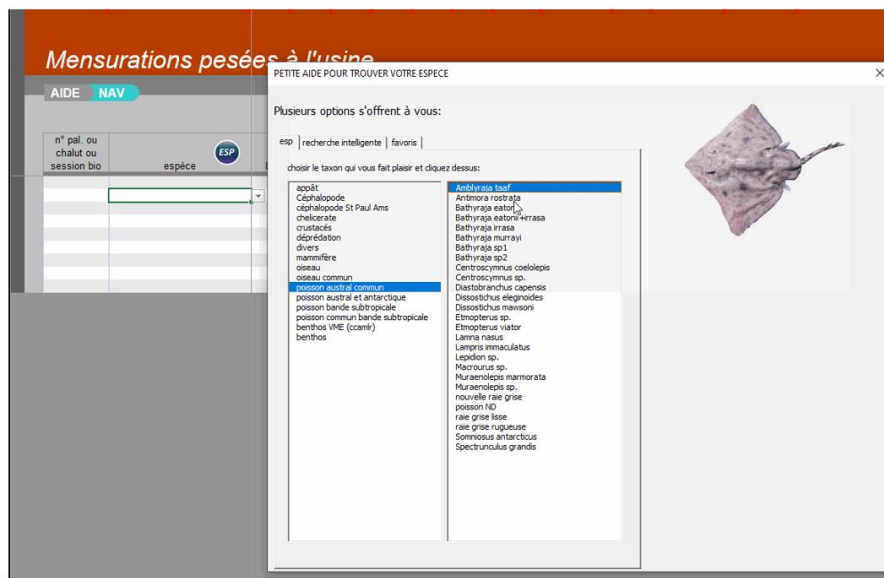 Mensurations pesées à l'usine
AIDE NAV
n° pal. ou
chalut ou
session bio
espèce
ESP
PETITE AIDE POUR TROUVER VOTRE ESPECE
Plusieurs options s'offrent à vous:
esp recherche intelligente favoris
choisir le taxon qui vous fait plaisir et cliquez dessus:
appât
Céphalopode
céphalopode St Paul Ams
chelicerate
crustacés
déprédation
divers
mammifère
oiseau
oiseau commun
poisson austral commun
poisson austral et antarctique
poisson bande subtropicale
poisson commun bande subtropicale
benthos VME (ccamlr)
benthos
Amblyraja taaf
Antimora rostrata
Bathyraja eatonii
Bathyraja eatonii+irrasa
Bathyraja irrasa
Bathyraja murrayi
Bathyraja sp1
Bathyraja sp2
Centroscymnus coelolepis
Centroscymnus sp.
Diastobranchus capensis
Dissostichus eleginoides
Dissostichus mawsoni
Etmopterus sp.
Etmopterus viator
Lamna nasus
Lampris immaculatus
Lepidion sp.
Macrourus sp.
Muraenolepis marmorata
Muraenolepis sp.
nouvelle raie grise
poisson ND
raie grise lisse
raie grise rugueuse
Somniosus antarcticus
Spectrunculus grandis